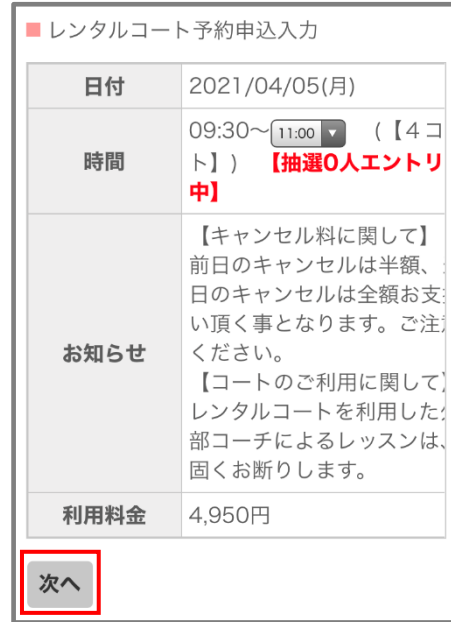 ■ レンタルコート予約申込入力
日付
2021/04/05(月)
時間
09:30～ 11:00 (【4コ
ト】) 【抽選0人エントリ
中】
お知らせ
【キャンセル料に関して】
前日のキャンセルは半額、
日のキャンセルは全額お支
い頂く事となります。ご注
ください。
【コートのご利用に関して】
レンタルコートを利用した
部コーチによるレッスンは、
固くお断りします。
利用料金
4,950円
次へ